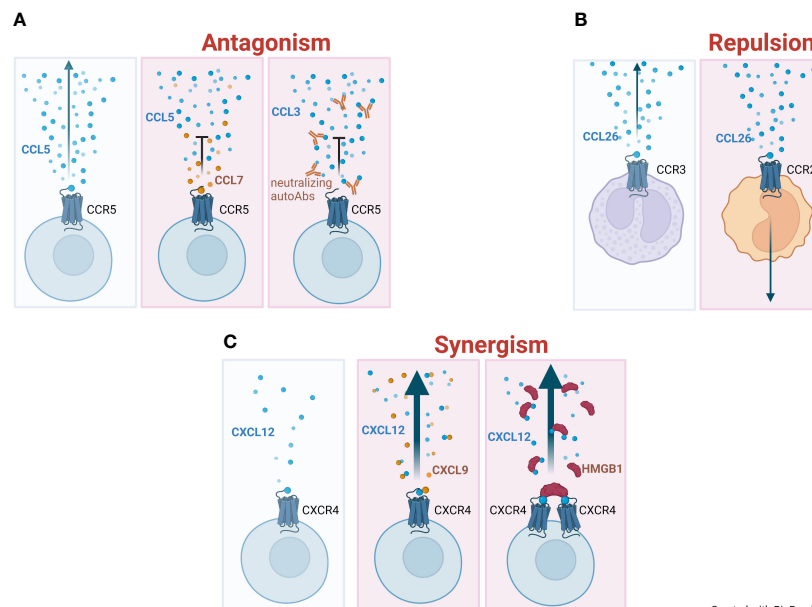 A
Antagonism
CCL5
CCR5
CCL5
CCL7
CCR5
CCL3
neutralizing
autoAbs
CCR5
B
Repulsion
CCL26
CCR3
CCL26
CCR2
C
Synergism
CXCL12
CXCR4
CXCL12
CXCL9
CXCR4
CXCL12
HMGB1
CXCR4
CXCR4